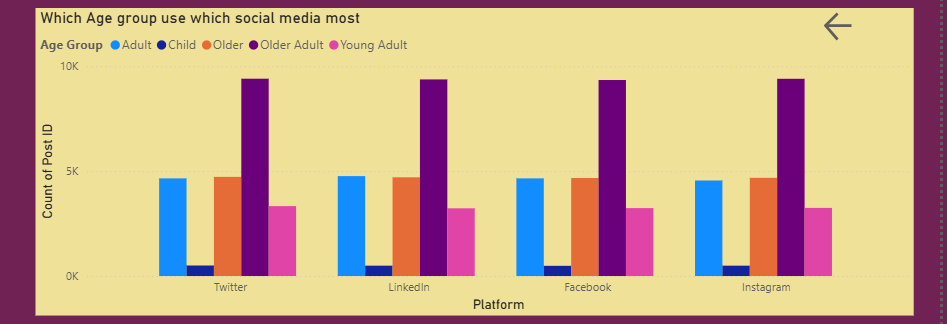 Which Age group use which social media most
Age Group Adult Child Older Older Adult Young Adult
10K
5K
0K
Count of Post ID
Twitter LinkedIn Facebook Instagram
Platform